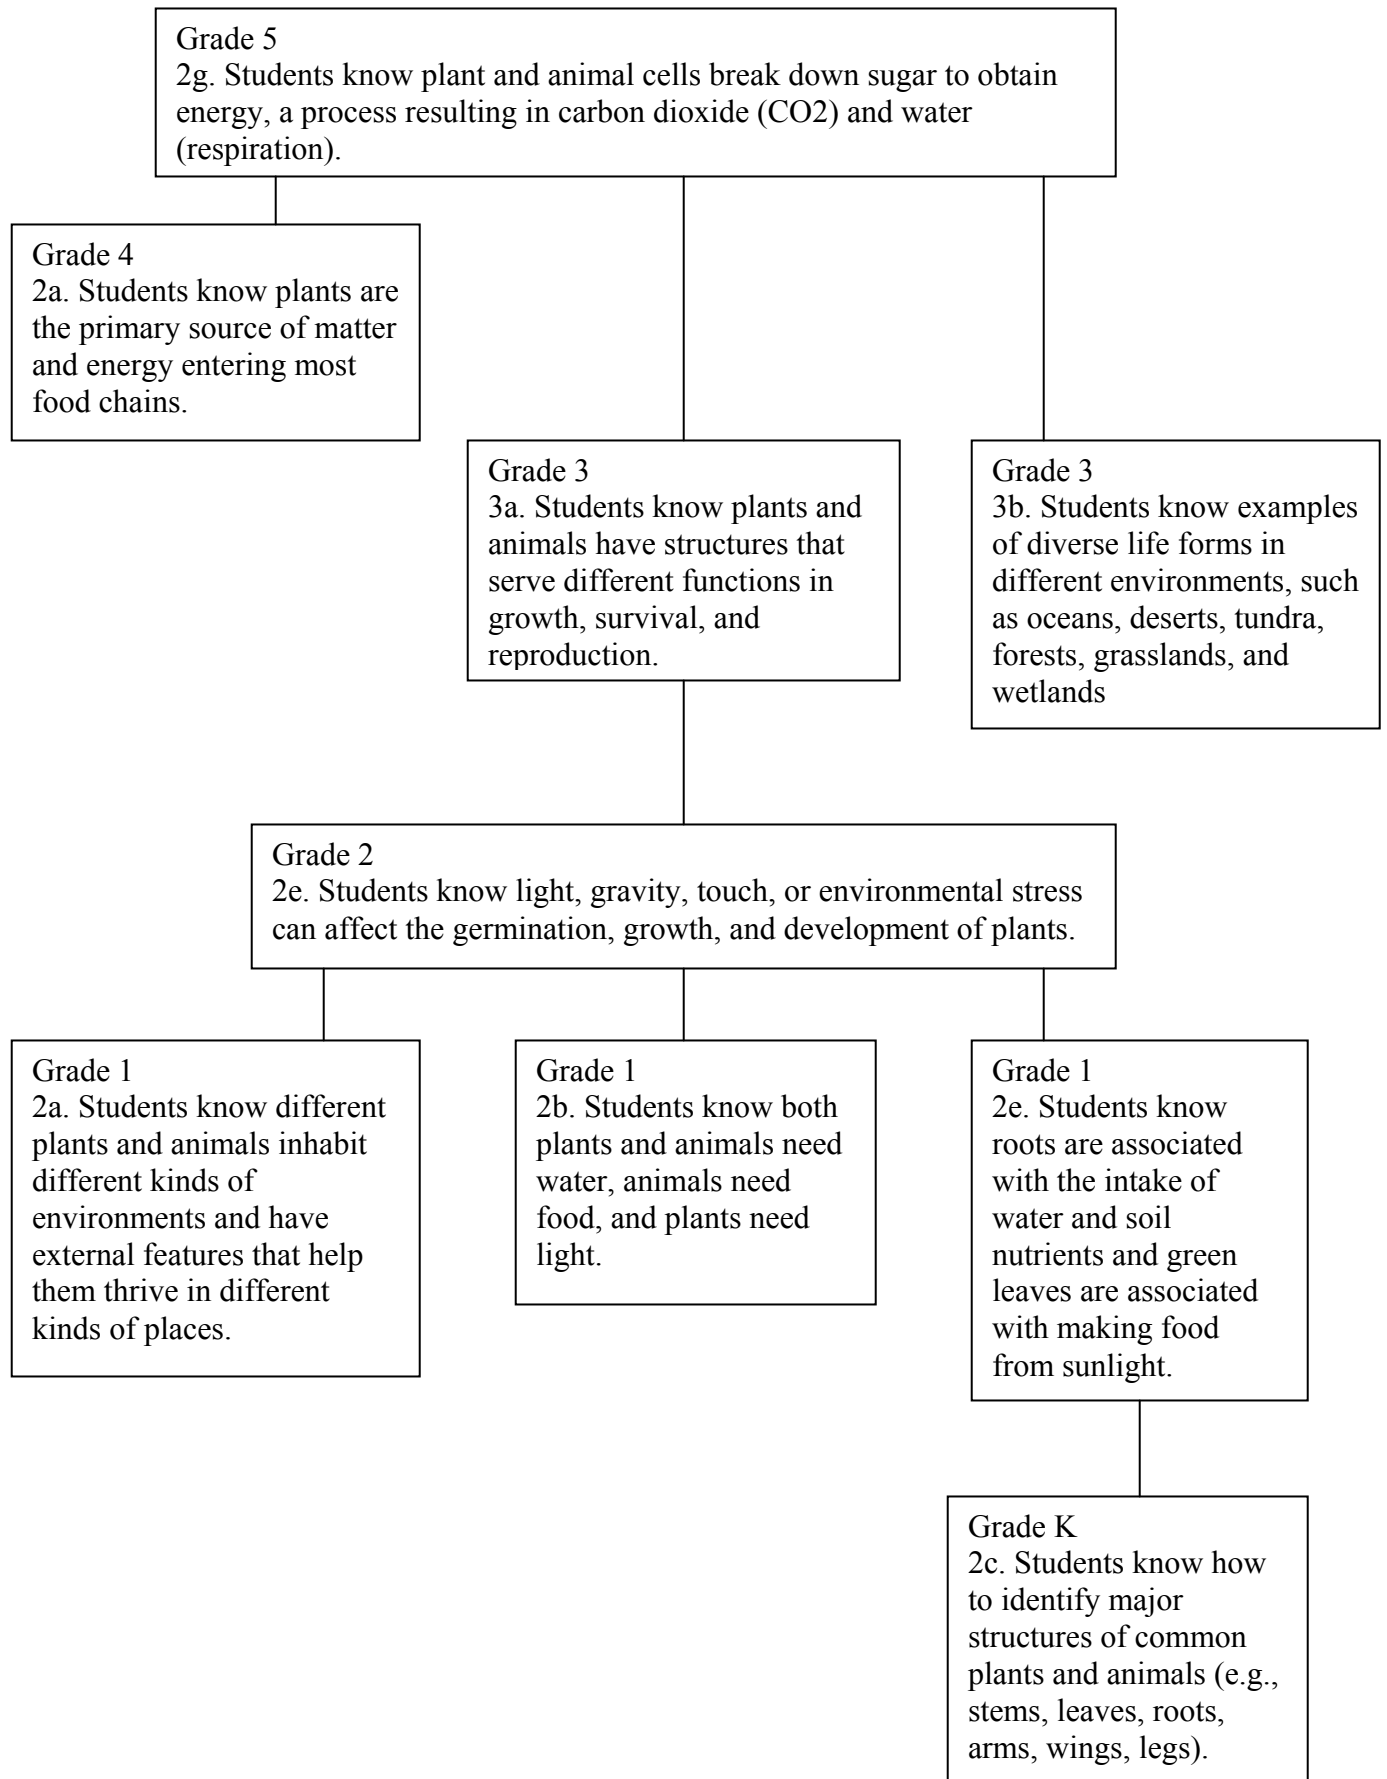 Grade 5
2g. Students know plant and animal cells break down sugar to obtain
energy, a process resulting in carbon dioxide (CO2) and water
(respiration).
Grade 4
2a. Students know plants are
the primary source of matter
and energy entering most
food chains.
Grade 3
3a. Students know plants and
animals have structures that
serve different functions in
growth, survival, and
reproduction.
Grade 3
3b. Students know examples
of diverse life forms in
different environments, such
as oceans, deserts, tundra,
forests, grasslands, and
wetlands
Grade 2
2e. Students know light, gravity, touch, or environmental stress
can affect the germination, growth, and development of plants.
Grade 1
2a. Students know different
plants and animals inhabit
different kinds of
environments and have
external features that help
them thrive in different
kinds of places.
Grade 1
2b. Students know both
plants and animals need
water, animals need
food, and plants need
light.
Grade 1
2e. Students know
roots are associated
with the intake of
water and soil
nutrients and green
leaves are associated
with making food
from sunlight.
Grade K
2c. Students know how
to identify major
structures of common
plants and animals (e.g.,
stems, leaves, roots,
arms, wings, legs).